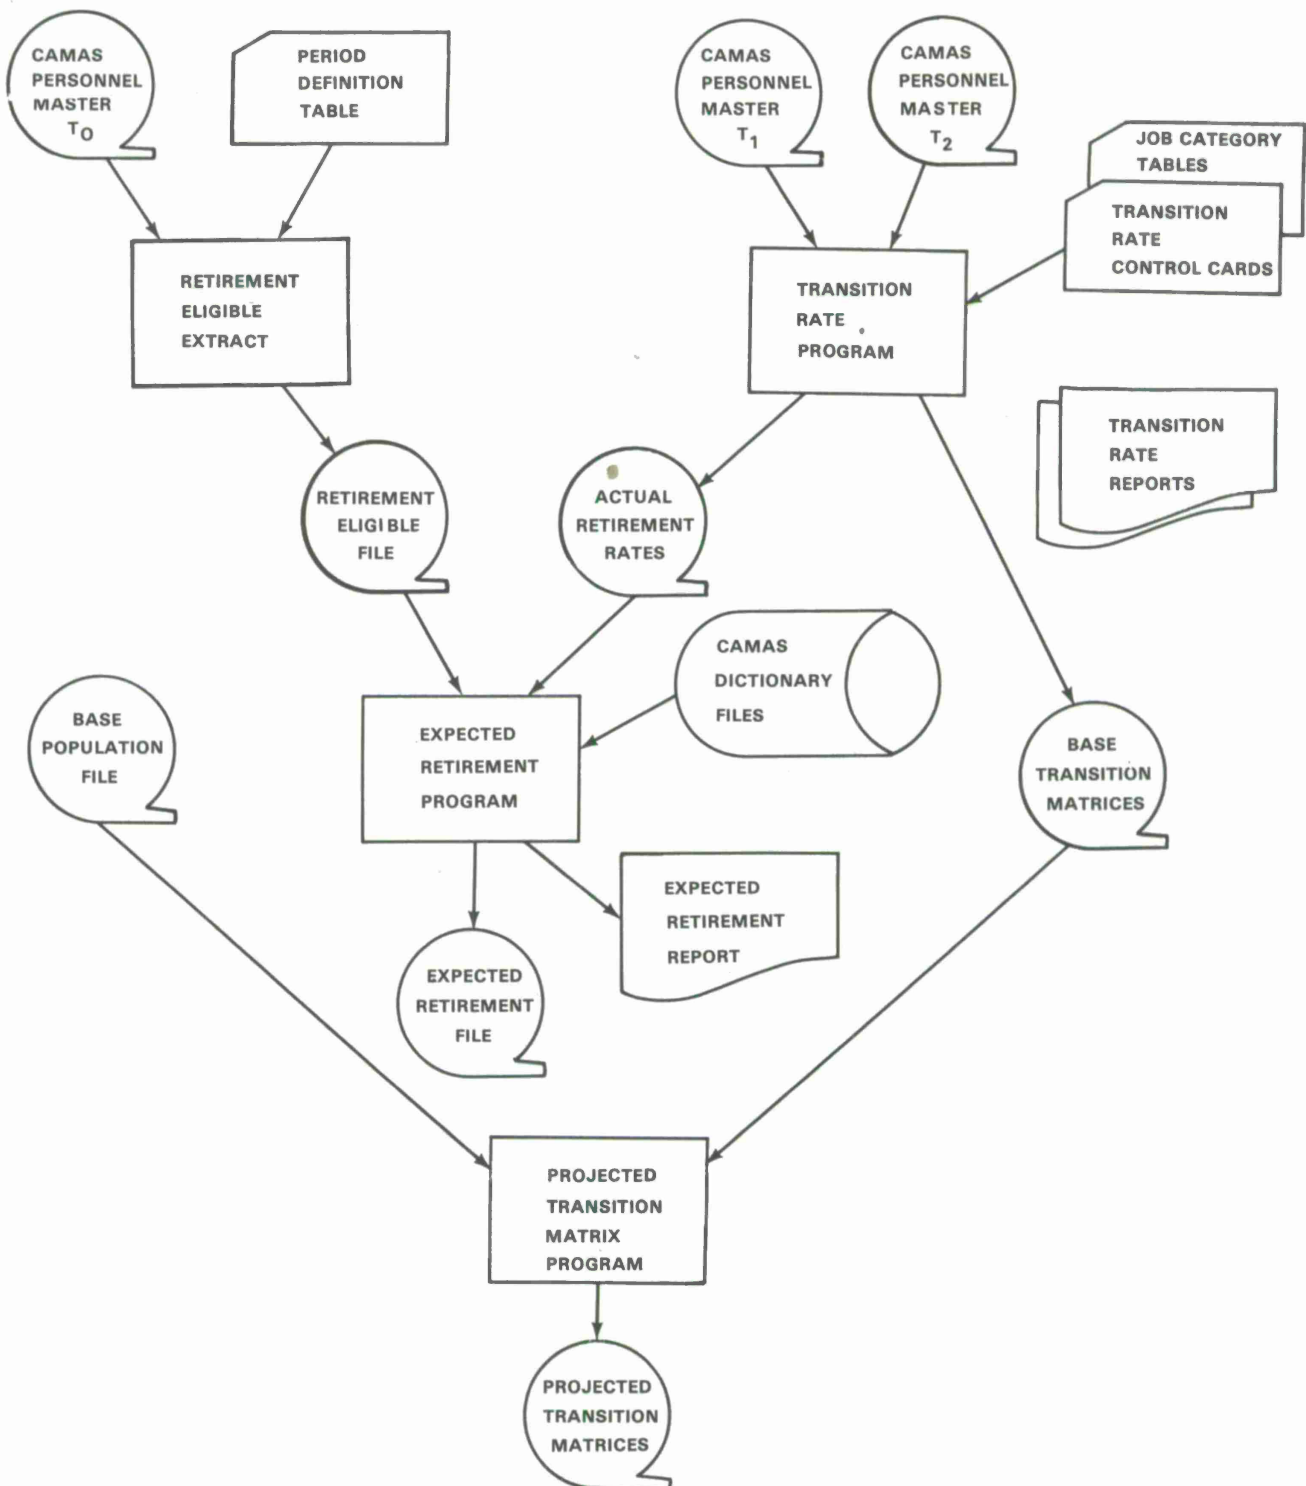 CAMAS
PERSONNEL
MASTER
T0
PERIOD
DEFINITION
TABLE
CAMAS
PERSONNEL
MASTER
T1
CAMAS
PERSONNEL
MASTER
T2
JOB CATEGORY
TABLES
TRANSITION
RATE
CONTROL CARDS
RETIREMENT
ELIGIBLE
EXTRACT
TRANSITION
RATE
PROGRAM
TRANSITION
RATE
REPORTS
RETIREMENT
ELIGIBLE
FILE
ACTUAL
RETIREMENT
RATES
CAMAS
DICTIONARY
FILES
BASE
POPULATION
FILE
EXPECTED
RETIREMENT
PROGRAM
BASE
TRANSITION
MATRICES
EXPECTED
RETIREMENT
REPORT
EXPECTED
RETIREMENT
FILE
PROJECTED
TRANSITION
MATRIX
PROGRAM
PROJECTED
TRANSITION
MATRICES